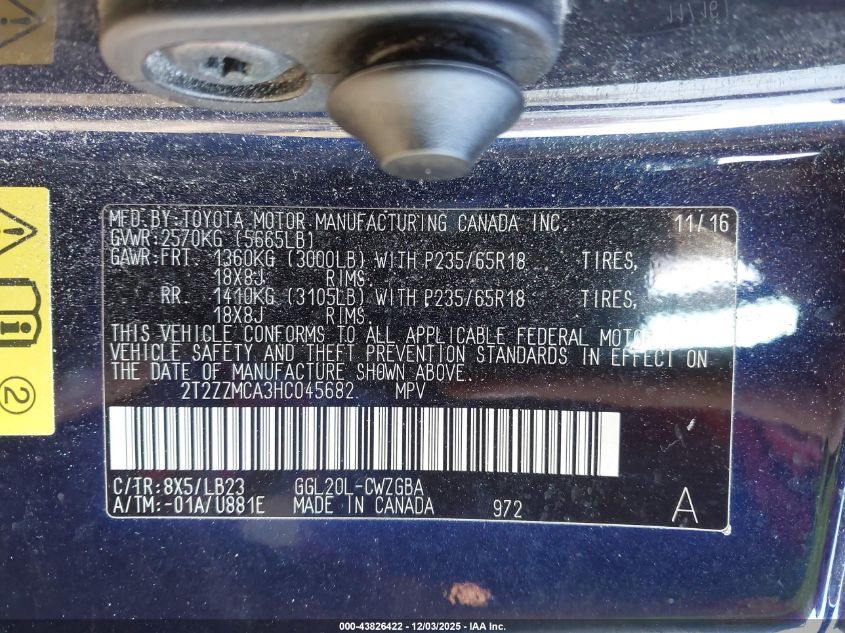 MFD.BY:TOYOTA MOTOR MANUFACTURING CANADA INC. 11/16
GVWR:2570KG (5665LB)
GAWR:FRT. 1360KG (3000LB) WITH P235/65R18 TIRES,
18X8J RIMS.
RR. 1410KG (3105LB) WITH P235/65R18 TIRES,
18X8J RIMS.
THIS VEHICLE CONFORMS TO ALL APPLICABLE FEDERAL MOTOR
VEHICLE SAFETY AND THEFT PREVENTION STANDARDS IN EFFECT ON
THE DATE OF MANUFACTURE SHOWN ABOVE.
2T2ZZMCA3HC045682 MPV
C/TR:8X5/LB23 GGL20L-CWZGBA
A/TM:-01A/U881E MADE IN CANADA 972 A
2
000-43826422 - 12/03/2025 - IAA Inc.